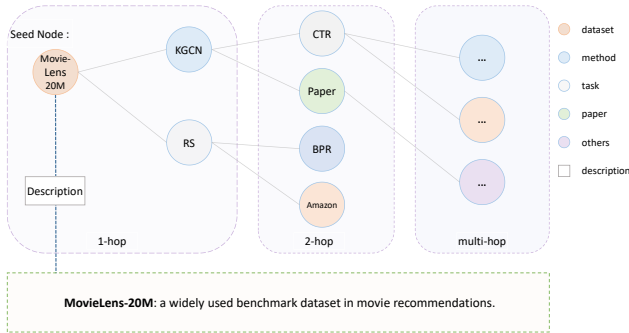 Seed Node :
Movie-
Lens
20M
KGCN
RS
Description
1-hop
CTR
Paper
BPR
Amazon
2-hop
...
...
...
multi-hop
dataset
method
task
paper
others
description
MovieLens-20M: a widely used benchmark dataset in movie recommendations.